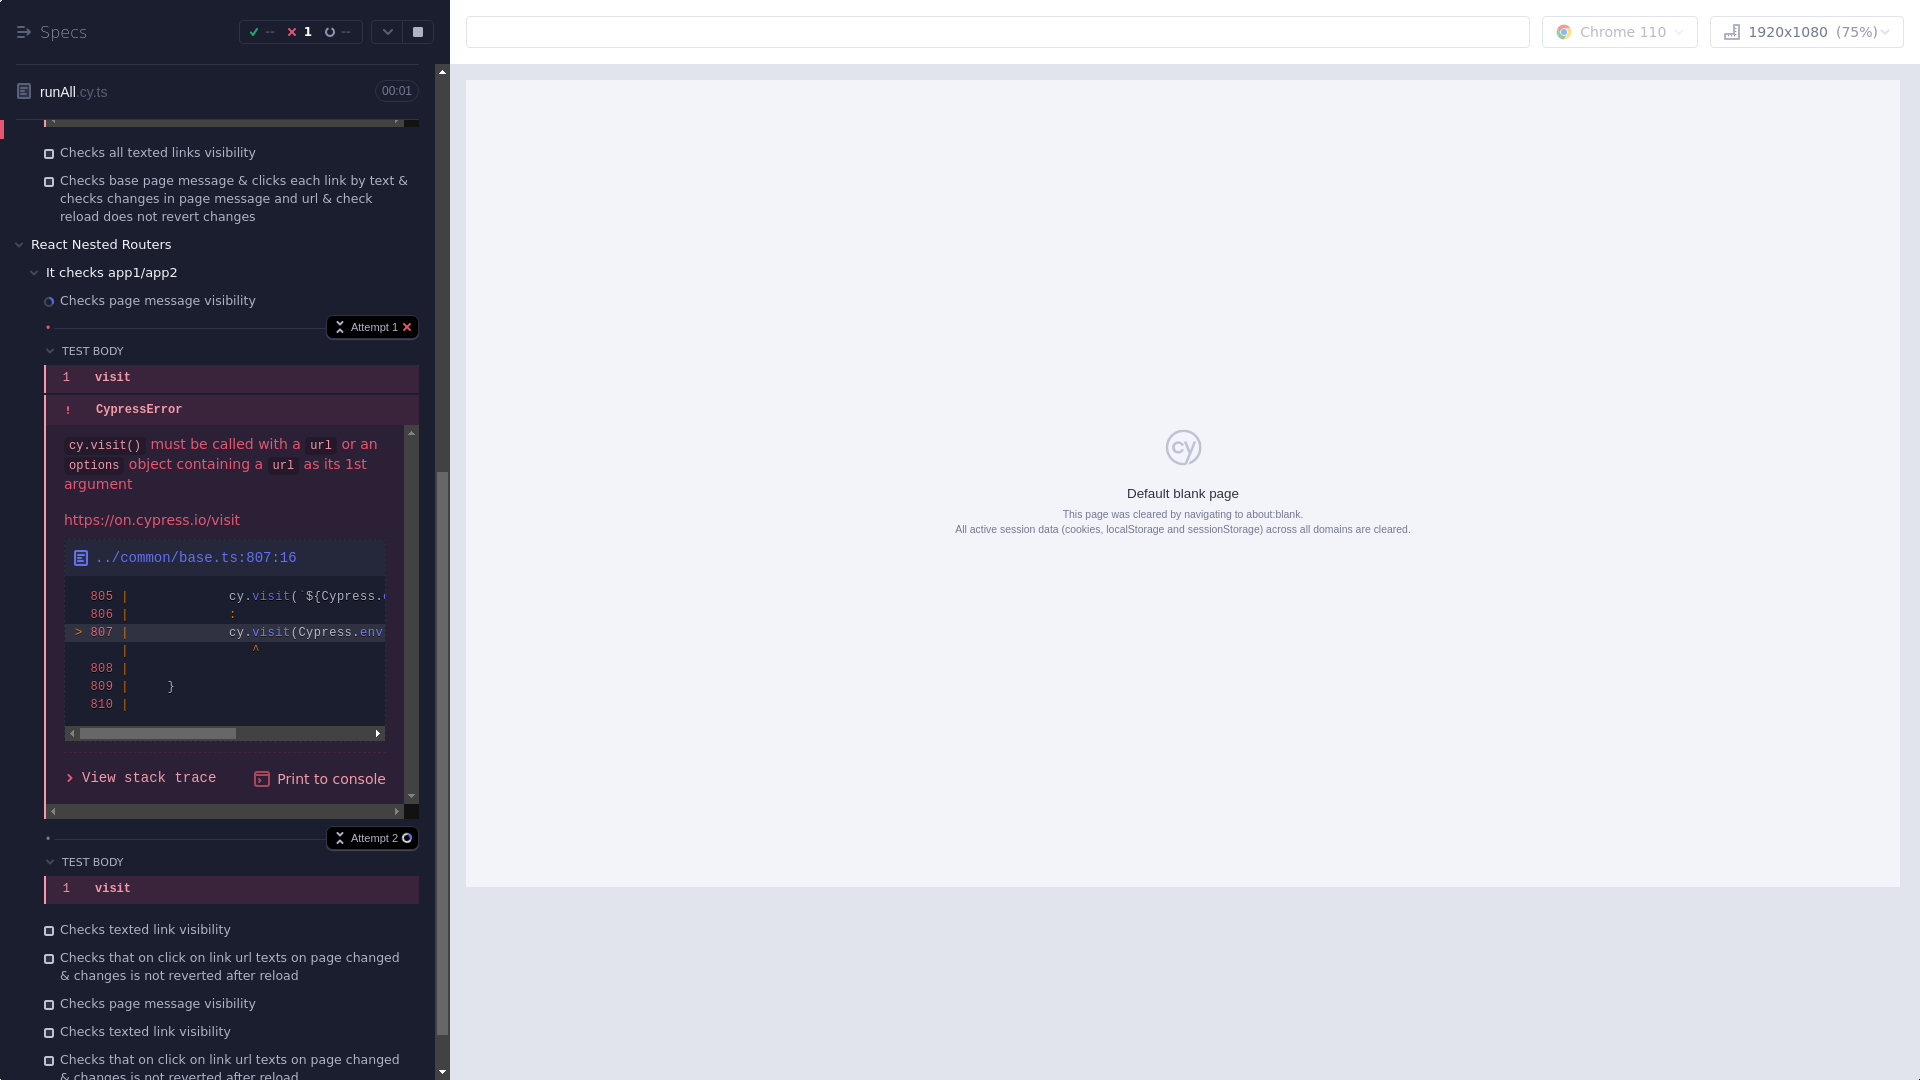 Specs
-- 1 --
runAll.cy.ts 00:01
Checks all texted links visibility
Checks base page message & clicks each link by text &
checks changes in page message and url & check
reload does not revert changes
React Nested Routers
It checks app1/app2
Checks page message visibility
Attempt 1
TEST BODY
1 visit
! CypressError
cy.visit() must be called with a url or an
options object containing a url as its 1st
argument
https://on.cypress.io/visit
../common/base.ts:807:16
805 | cy.visit(`${Cypress.
806 | :
> 807 | cy.visit(Cypress.env
| ^
808 |
809 | }
810 |
View stack trace Print to console
Attempt 2
TEST BODY
1 visit
Checks texted link visibility
Checks that on click on link url texts on page changed
& changes is not reverted after reload
Checks page message visibility
Checks texted link visibility
Checks that on click on link url texts on page changed
& changes is not reverted after reload
Chrome 110
1920x1080 (75%)
cy
Default blank page
This page was cleared by navigating to about:blank.
All active session data (cookies, localStorage and sessionStorage) across all domains are cleared.